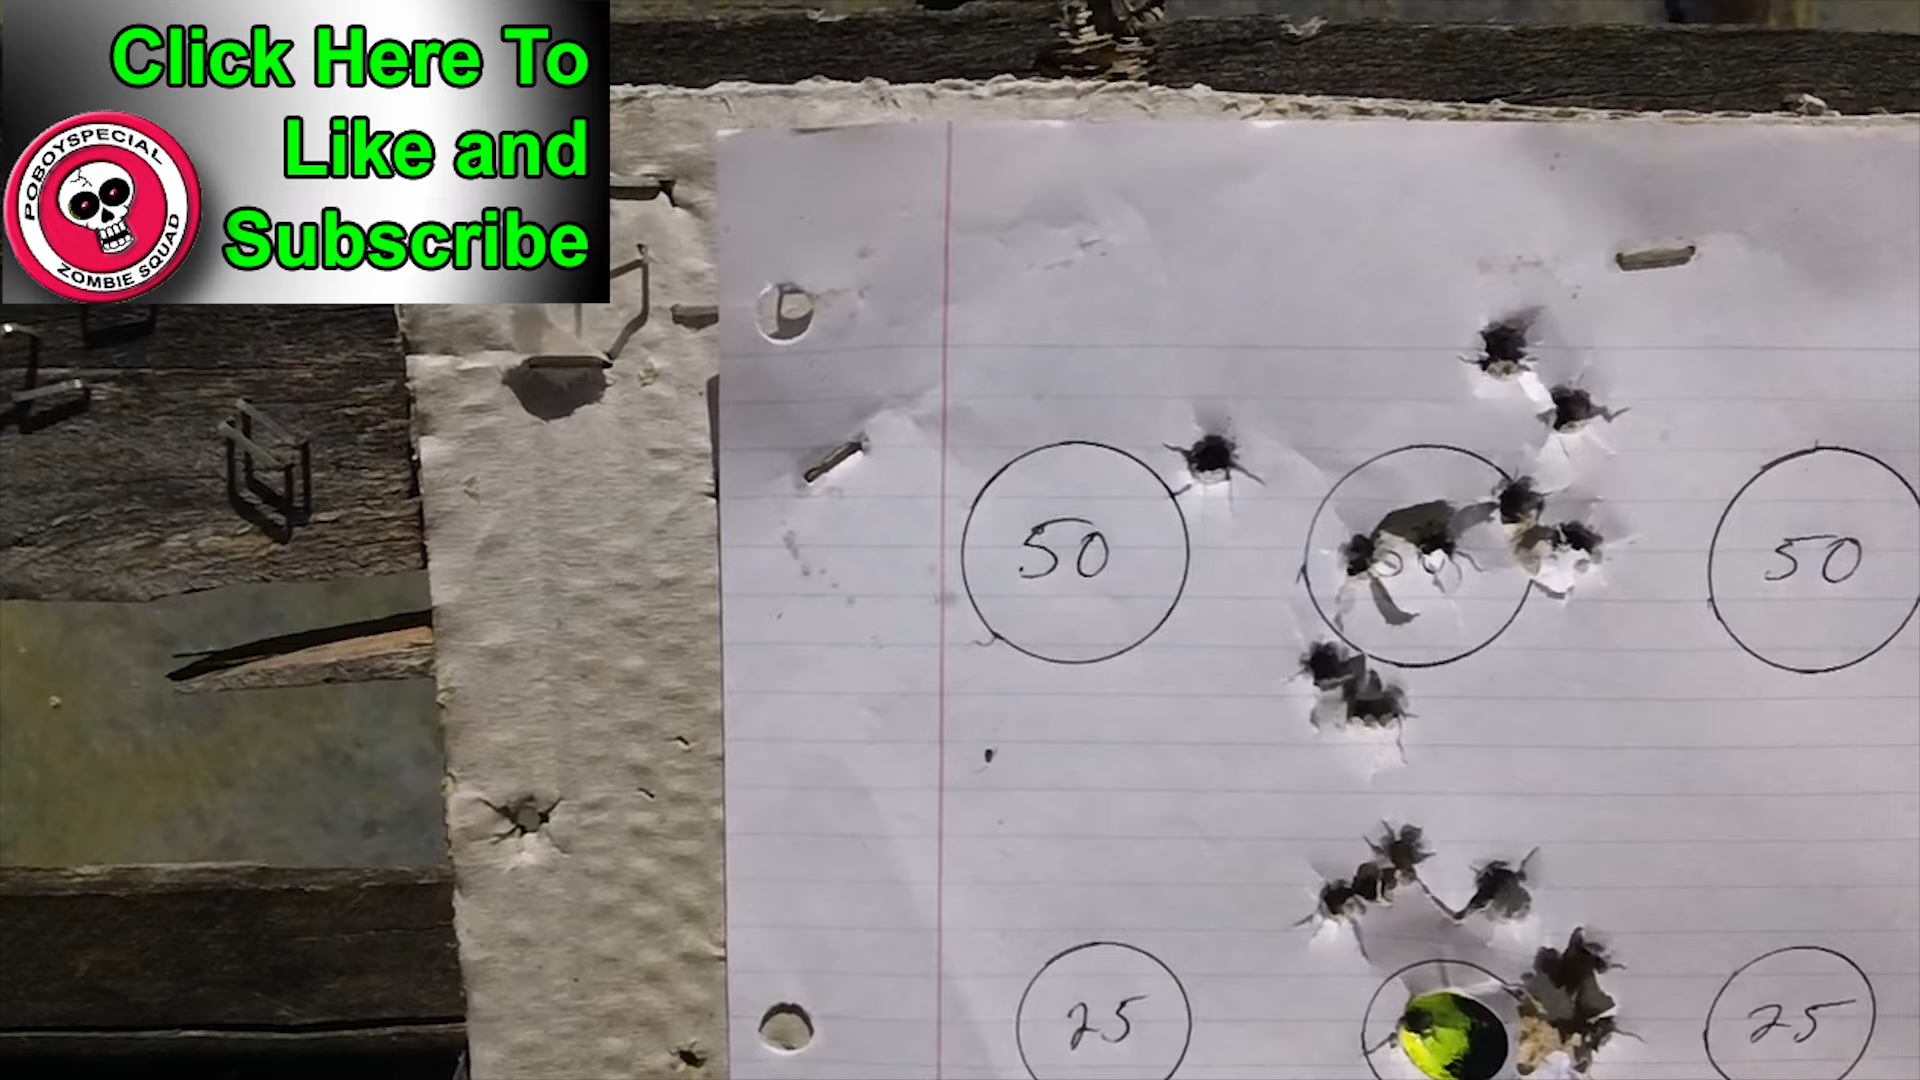 Click Here To
Like and
Subscribe
POBOYSPECIAL
ZOMBIE SQUAD
50
50
25
25